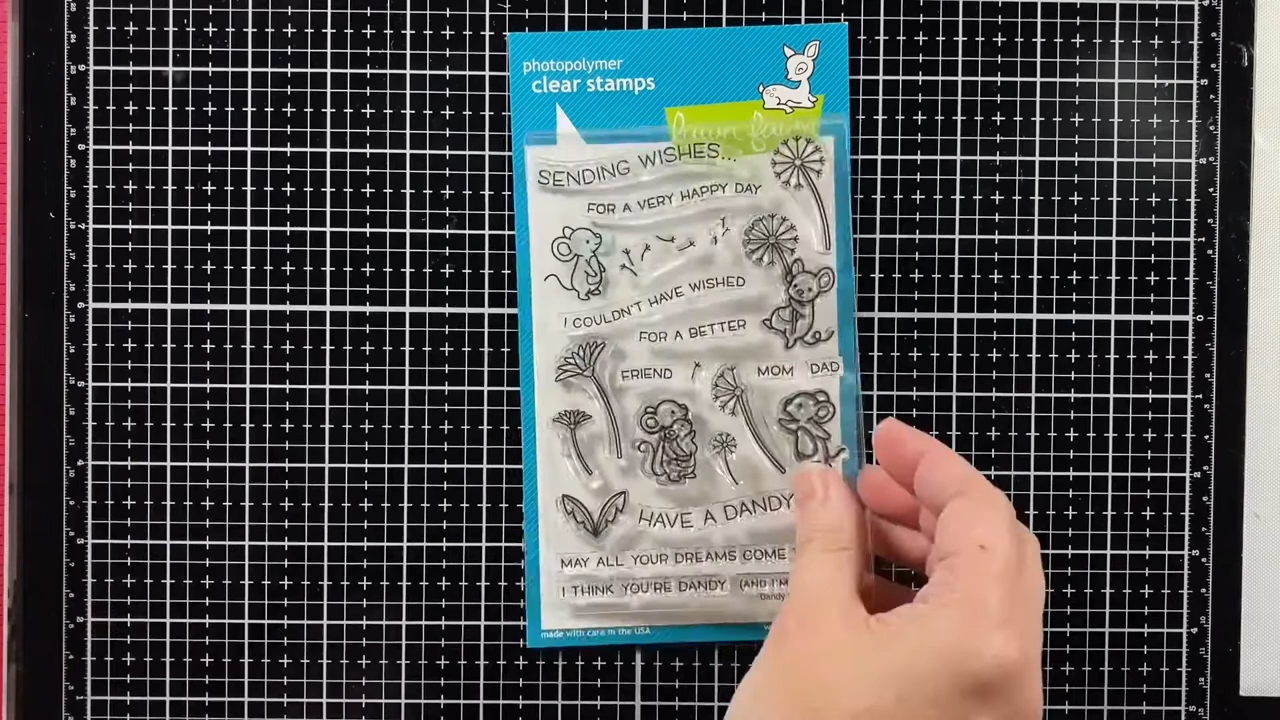 photopolymer
clear stamps
lawn fawn
SENDING WISHES...
FOR A VERY HAPPY DAY
I COULDN'T HAVE WISHED
FOR A BETTER
FRIEND
MOM
DAD
HAVE A DANDY
MAY ALL YOUR DREAMS COME
I THINK YOU'RE DANDY
(AND I'M
Dandy
made with care in the USA